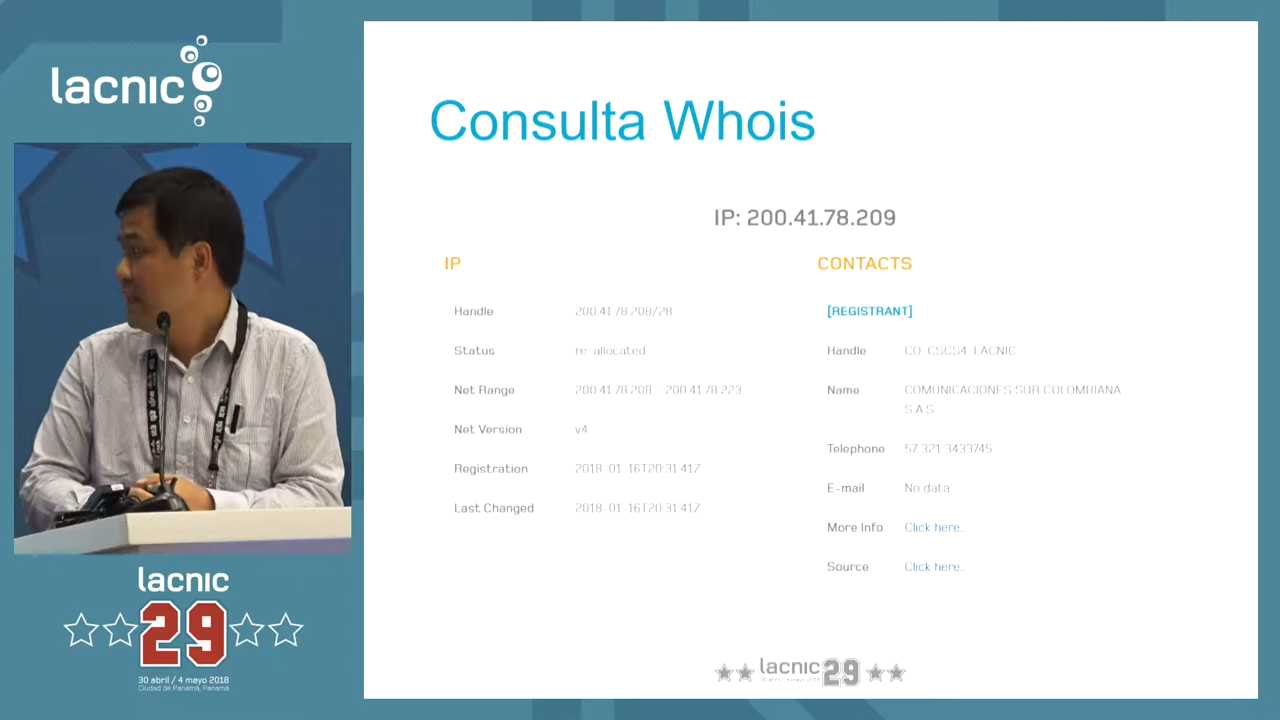 lacnic
Consulta Whois
IP: 200.41.78.209
IP
CONTACTS
Handle 200.41.78.208/28
[REGISTRANT]
Status re-allocated
Handle CO-CSCS4-LACNIC
Net Range 200.41.78.208 - 200.41.78.223
Name COMUNICACIONES SUR COLOMBIANA
S.A.S.
Net Version v4
Telephone 57 321 3433745
Registration 2018-01-16T20:31:41Z
E-mail No data
Last Changed 2018-01-16T20:31:41Z
More Info Click here..
Source Click here..
lacnic
29
30 abril / 4 mayo 2018
Ciudad de Panamá, Panamá
lacnic 29